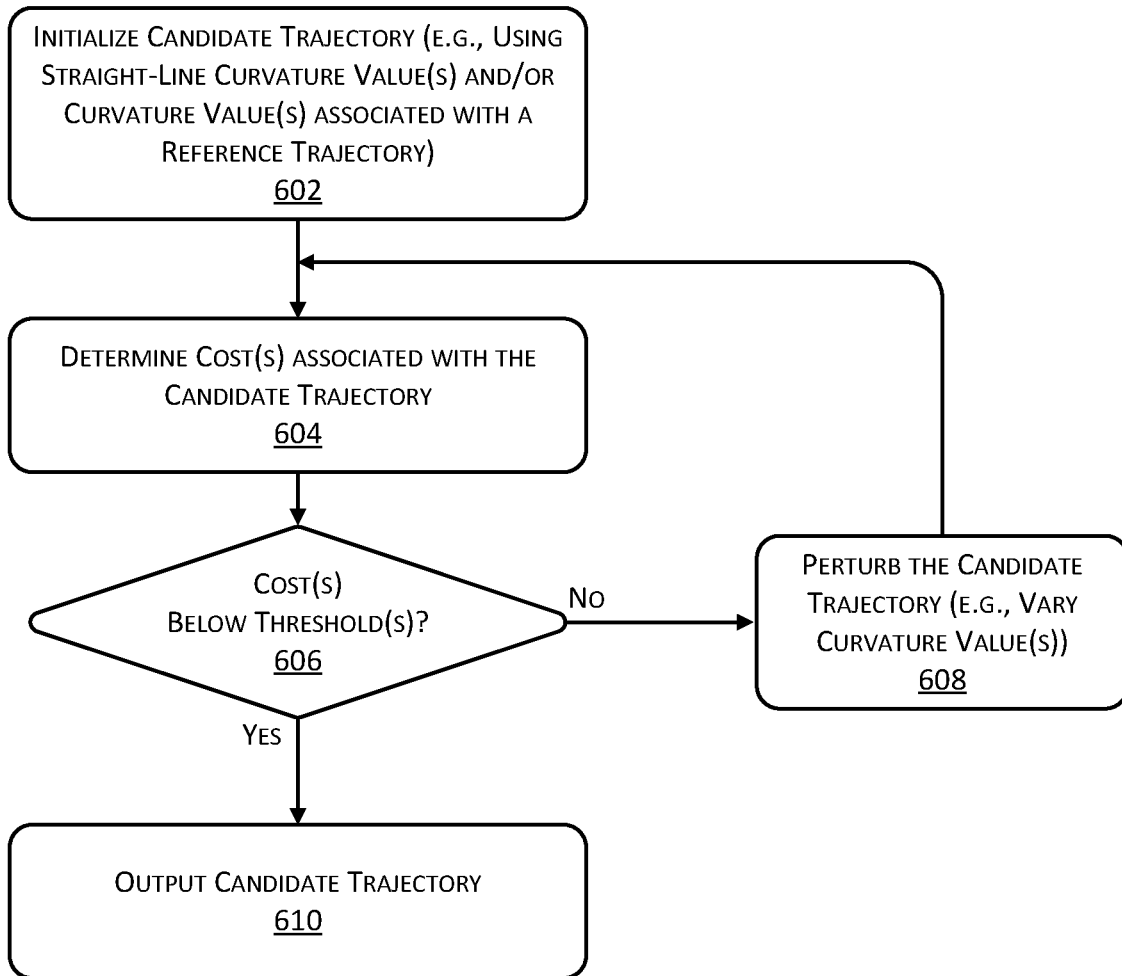 INITIALIZE CANDIDATE TRAJECTORY (E.G., USING
STRAIGHT-LINE CURVATURE VALUE(S) AND/OR
CURVATURE VALUE(S) ASSOCIATED WITH A
REFERENCE TRAJECTORY)
602
DETERMINE COST(S) ASSOCIATED WITH THE
CANDIDATE TRAJECTORY
604
COST(S)
BELOW THRESHOLD(S)?
606
NO
PERTURB THE CANDIDATE
TRAJECTORY (E.G., VARY
CURVATURE VALUE(S))
608
YES
OUTPUT CANDIDATE TRAJECTORY
610